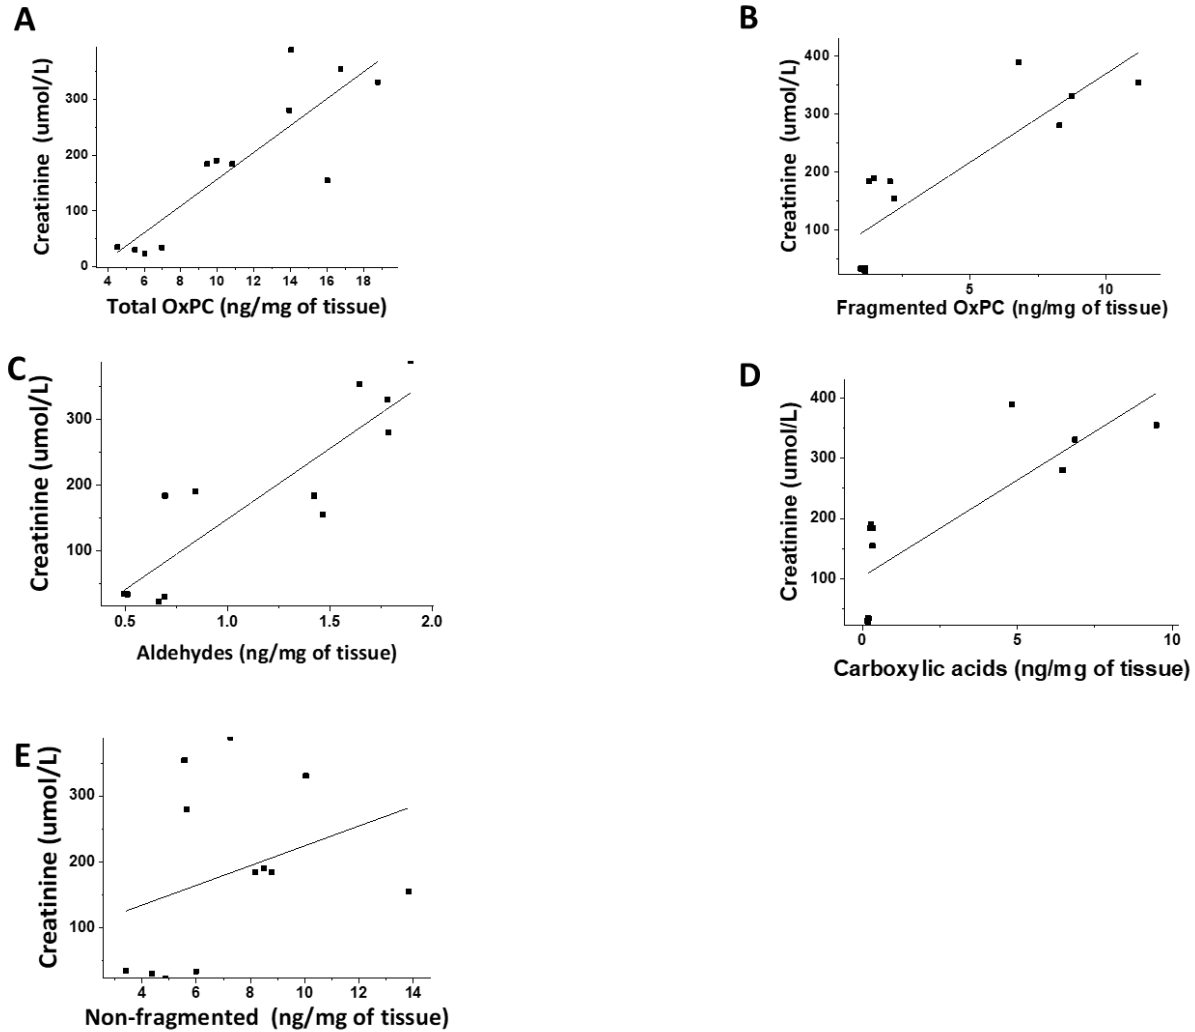 A
Creatinine (umol/L)
300
200
100
0
4 6 8 10 12 14 16 18
Total OxPC (ng/mg of tissue)
B
Creatinine (umol/L)
400
300
200
100
5 10
Fragmented OxPC (ng/mg of tissue)
C
Creatinine (umol/L)
300
200
100
0.5 1.0 1.5 2.0
Aldehydes (ng/mg of tissue)
D
Creatinine (umol/L)
400
300
200
100
0 5 10
Carboxylic acids (ng/mg of tissue)
E
Creatinine (umol/L)
300
200
100
4 6 8 10 12 14
Non-fragmented (ng/mg of tissue)